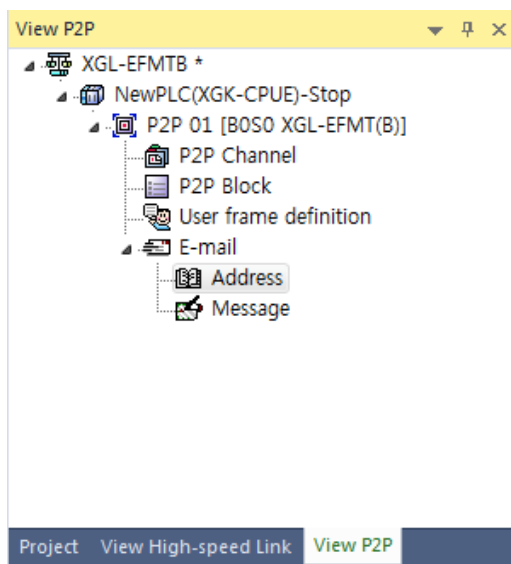 View P2P
XGL-EFMTB *
NewPLC(XGK-CPUE)-Stop
P2P 01 [B0S0 XGL-EFMT(B)]
P2P Channel
P2P Block
User frame definition
E-mail
Address
Message
Project View High-speed Link View P2P